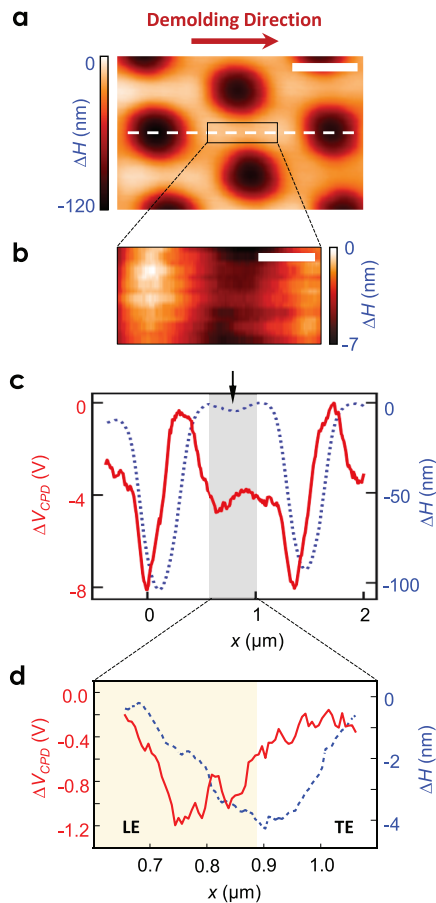 a
Demolding Direction
0
ΔH (nm)
-120
b
0
ΔH (nm)
-7
c
0
-4
-8
ΔV_CPD (V)
0
-50
-100
ΔH (nm)
0 1 2
x (μm)
d
0.0
-0.4
-0.8
-1.2
ΔV_CPD (V)
LE TE
0
-2
-4
ΔH (nm)
0.7 0.8 0.9 1.0
x (μm)